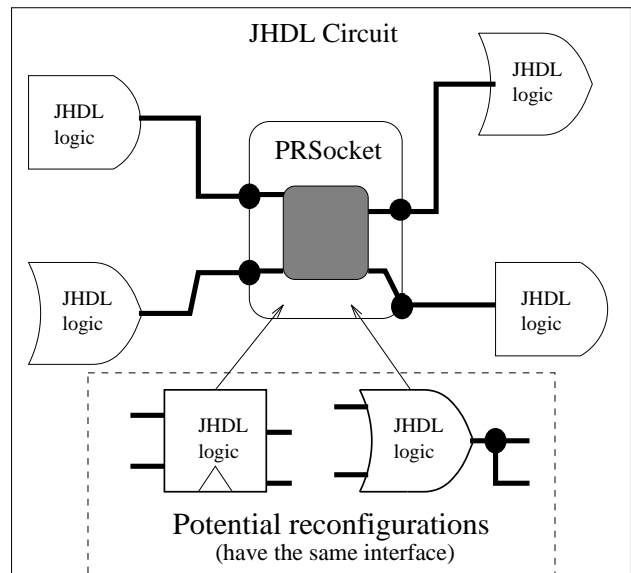 JHDL Circuit
JHDL
logic
JHDL
logic
PRSocket
JHDL
logic
JHDL
logic
JHDL
logic
JHDL
logic
Potential reconfigurations
(have the same interface)